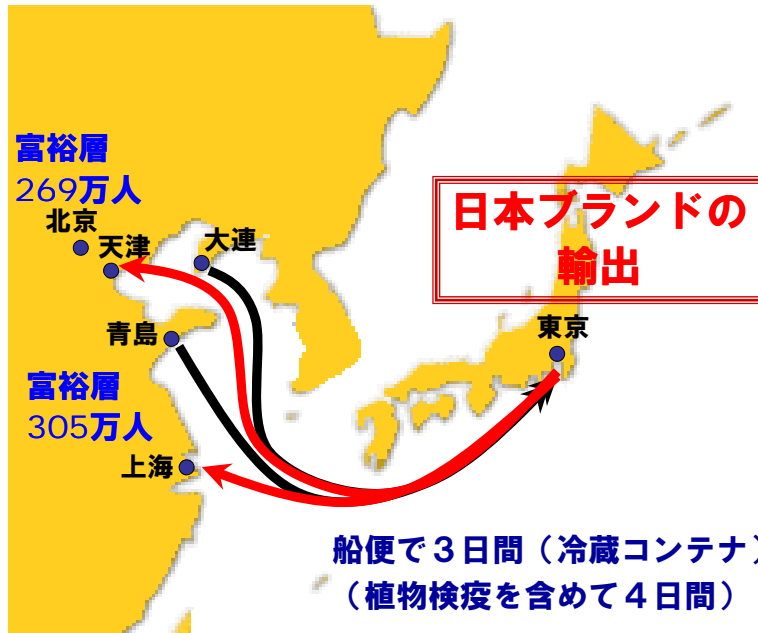 富裕層
269万人
北京
天津
大連
日本ブランドの
輸出
青島
東京
富裕層
305万人
上海
船便で３日間（冷蔵コンテナ）
（植物検疫を含めて４日間）